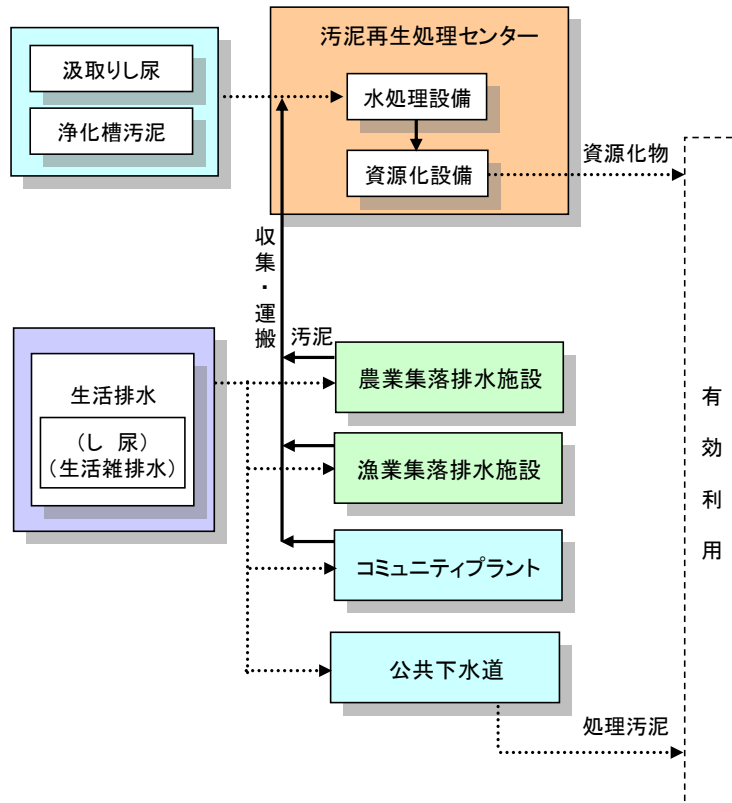 汚泥再生処理センター
汲取りし尿
浄化槽汚泥
水処理設備
資源化設備
資源化物
収集・運搬
汚泥
生活排水
（し 尿）
（生活雑排水）
農業集落排水施設
漁業集落排水施設
コミュニティプラント
公共下水道
処理汚泥
有効利用